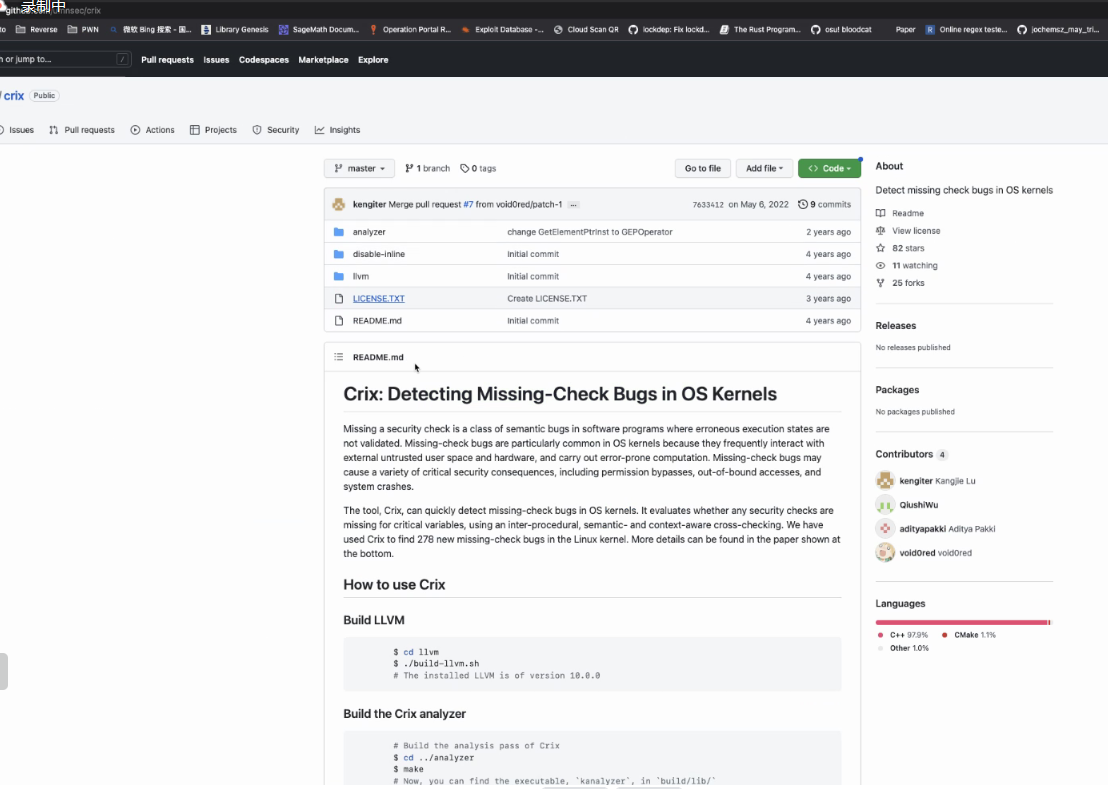 录制中
Reverse PWN 微软 Bing 搜索 - 国... Library Genesis SageMath Docum... Operation Portal R... Exploit Database -... Cloud Scan QR lockdep: Fix lockd... The Rust Program... osu! bloodcat Paper Online regex teste... jochemsz_may_tri...
h or jump to... / Pull requests Issues Codespaces Marketplace Explore
/ crix Public
Issues Pull requests Actions Projects Security Insights
master 1 branch 0 tags Go to file Add file Code
kengiter Merge pull request #7 from void0red/patch-1 ... 7633412 on May 6, 2022 9 commits
analyzer change GetElementPtrInst to GEPOperator 2 years ago
disable-inline Initial commit 4 years ago
llvm Initial commit 4 years ago
LICENSE.TXT Create LICENSE.TXT 3 years ago
README.md Initial commit 4 years ago
README.md
Crix: Detecting Missing-Check Bugs in OS Kernels
Missing a security check is a class of semantic bugs in software programs where erroneous execution states are
not validated. Missing-check bugs are particularly common in OS kernels because they frequently interact with
external untrusted user space and hardware, and carry out error-prone computation. Missing-check bugs may
cause a variety of critical security consequences, including permission bypasses, out-of-bound accesses, and
system crashes.
The tool, Crix, can quickly detect missing-check bugs in OS kernels. It evaluates whether any security checks are
missing for critical variables, using an inter-procedural, semantic- and context-aware cross-checking. We have
used Crix to find 278 new missing-check bugs in the Linux kernel. More details can be found in the paper shown at
the bottom.
How to use Crix
Build LLVM
$ cd llvm
$ ./build-llvm.sh
# The installed LLVM is of version 10.0.0
Build the Crix analyzer
# Build the analysis pass of Crix
$ cd ../analyzer
$ make
# Now, you can find the executable, `kanalyzer`, in `build/lib/`
About
Detect missing check bugs in OS kernels
Readme
View license
82 stars
11 watching
25 forks
Releases
No releases published
Packages
No packages published
Contributors 4
kengiter Kangjie Lu
QiushiWu
adityapakki Aditya Pakki
void0red void0red
Languages
C++ 97.9% CMake 1.1%
Other 1.0%